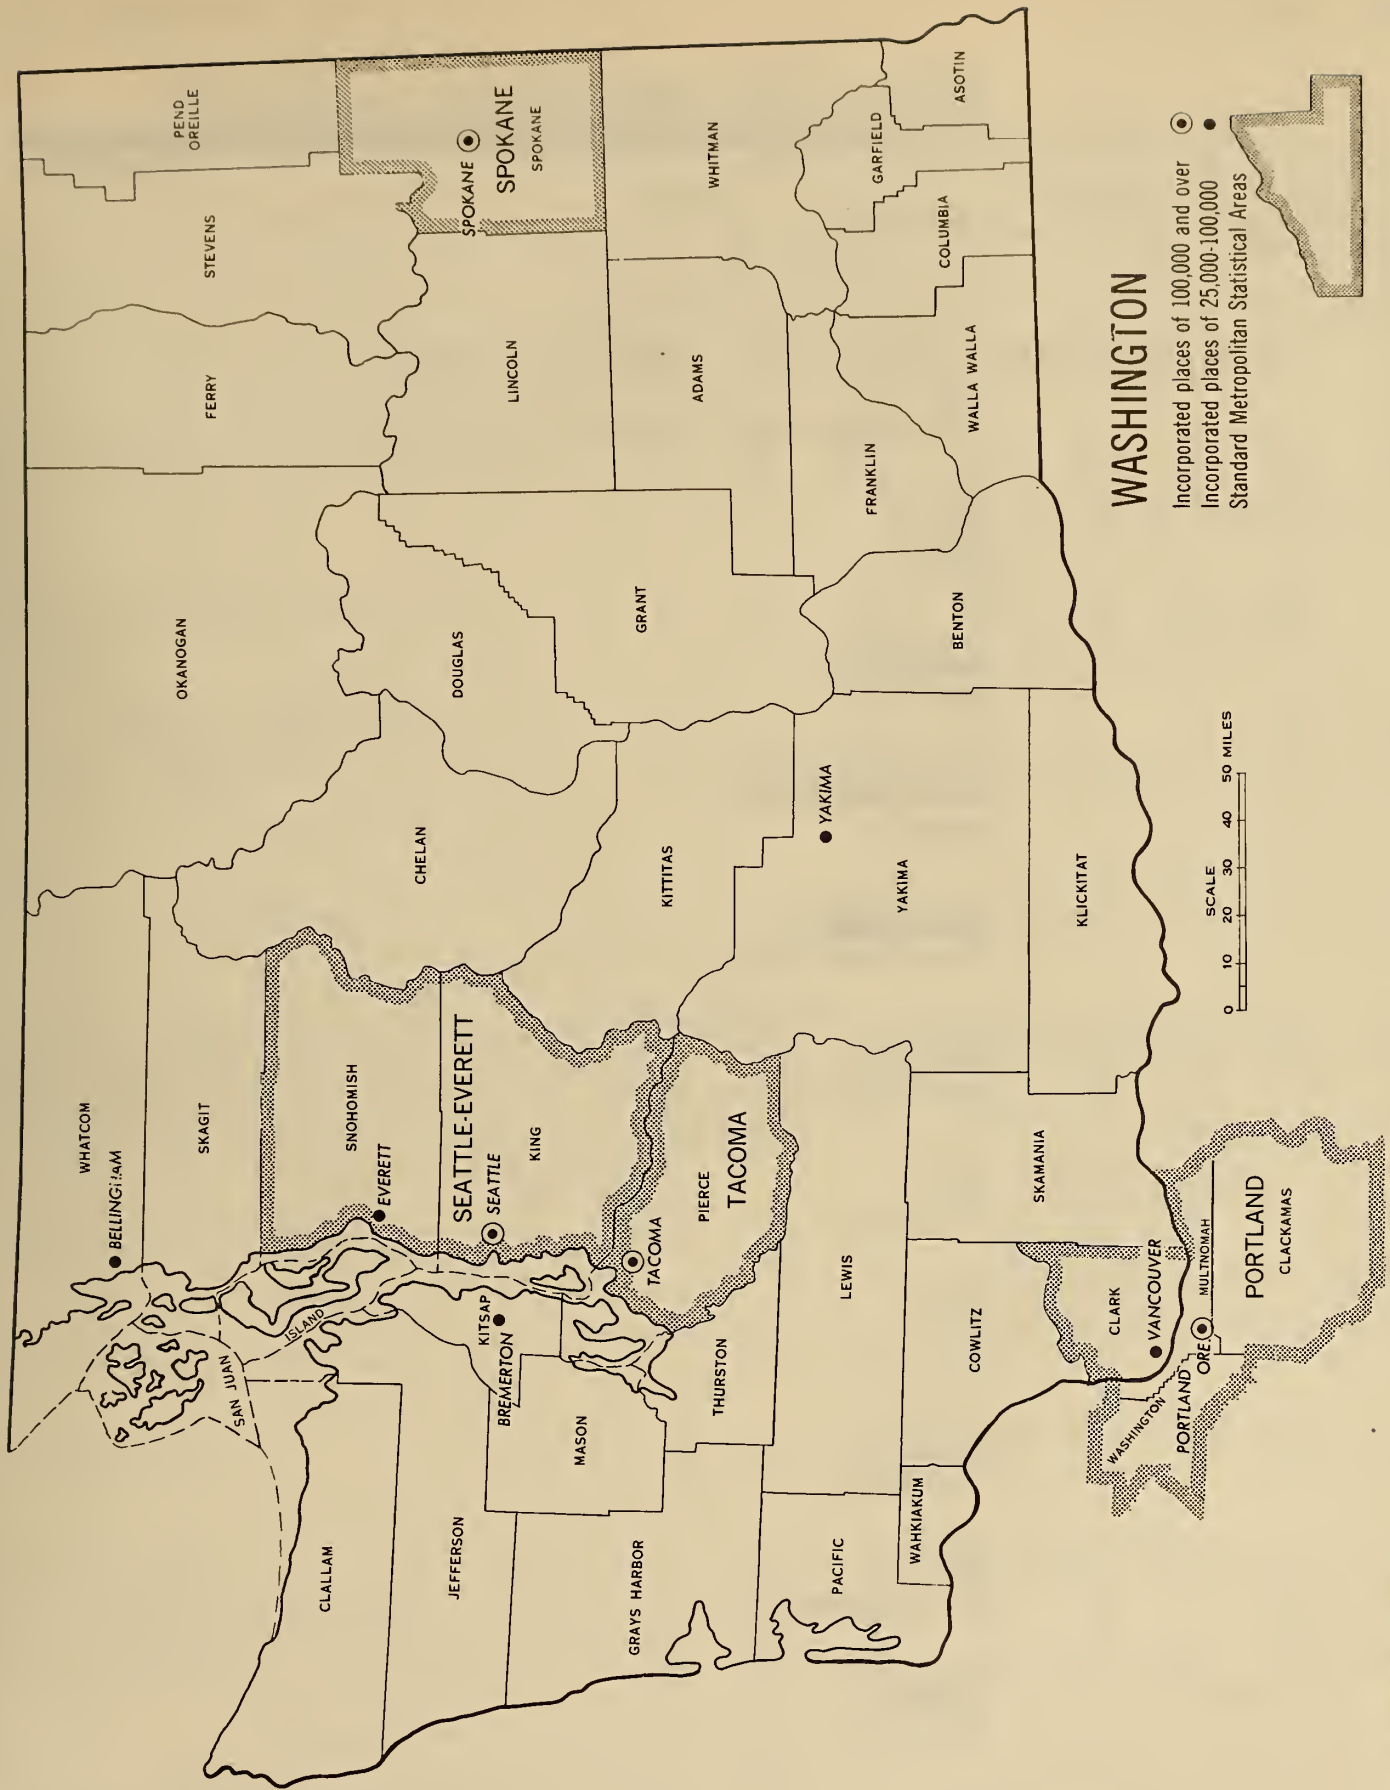 WHATCOM
BELLINGHAM
SKAGIT
SAN JUAN
ISLAND
SNOHOMISH
EVERETT
SEATTLE-EVERETT
SEATTLE
KING
CLALLAM
JEFFERSON
KITSAP
BREMERTON
MASON
GRAYS HARBOR
TACOMA
PIERCE
TACOMA
THURSTON
LEWIS
PACIFIC
WAHKIAKUM
COWLITZ
SKAMANIA
CLARK
VANCOUVER
WASHINGTON
PORTLAND
ORE.
MULTNOMAH
PORTLAND
CLACKAMAS
OKANOGAN
CHELAN
DOUGLAS
KITTITAS
GRANT
YAKIMA
YAKIMA
KLICKITAT
BENTON
FERRY
STEVENS
PEND
OREILLE
LINCOLN
SPOKANE
SPOKANE
SPOKANE
ADAMS
WHITMAN
FRANKLIN
WALLA WALLA
COLUMBIA
GARFIELD
ASOTIN
SCALE
0 10 20 30 40 50 MILES
WASHINGTON
Incorporated places of 100,000 and over
Incorporated places of 25,000-100,000
Standard Metropolitan Statistical Areas